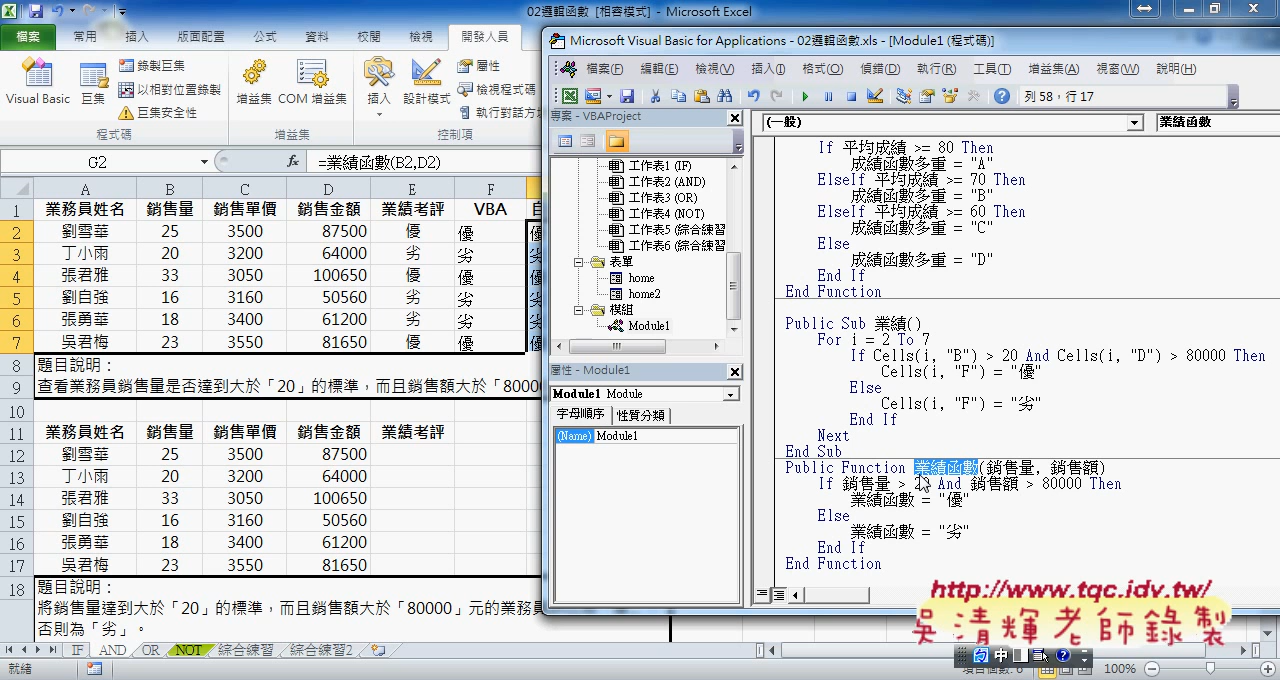 02邏輯函數 [相容模式] - Microsoft Excel
檔案 常用 插入 版面配置 公式 資料 校閱 檢視 開發人員
Visual Basic 巨集 錄製巨集 以相對位置錄製 巨集安全性 增益集 COM 增益集 插入 設計模式 屬性 檢視程式碼 執行對話方
程式碼 增益集 控制項
G2 fx =業績函數(B2,D2)
A B C D E F
1 業務員姓名 銷售量 銷售單價 銷售金額 業績考評 VBA 自
2 劉雪華 25 3500 87500 優 優 優
3 丁小雨 20 3200 64000 劣 劣 劣
4 張君雅 33 3050 100650 優 優 優
5 劉自強 16 3160 50560 劣 劣 劣
6 張勇華 18 3400 61200 劣 劣 劣
7 吳君梅 23 3550 81650 優 優 優
8 題目說明：
9 查看業務員銷售量是否達到大於「20」的標準，而且銷售額大於「8000
10
11 業務員姓名 銷售量 銷售單價 銷售金額 業績考評
12 劉雪華 25 3500 87500
13 丁小雨 20 3200 64000
14 張君雅 33 3050 100650
15 劉自強 16 3160 50560
16 張勇華 18 3400 61200
17 吳君梅 23 3550 81650
18 題目說明：
將銷售量達到大於「20」的標準，而且銷售額大於「80000」元的業務員
否則為「劣」。
IF AND OR NOT 綜合練習 綜合練習2
就緒 項目個數: 6 100%
Microsoft Visual Basic for Applications - 02邏輯函數.xls - [Module1 (程式碼)]
檔案(F) 編輯(E) 檢視(V) 插入(I) 格式(O) 偵錯(D) 執行(R) 工具(T) 增益集(A) 視窗(W) 說明(H)
列 58，行 17
專案 - VBAProject
工作表1 (IF)
工作表2 (AND)
工作表3 (OR)
工作表4 (NOT)
工作表5 (綜合練習
工作表6 (綜合練習
表單
home
home2
模組
Module1
屬性 - Module1
Module1 Module
字母順序 性質分類
(Name) Module1
(一般) 業績函數
If 平均成績 >= 80 Then
成績函數多重 = "A"
ElseIf 平均成績 >= 70 Then
成績函數多重 = "B"
ElseIf 平均成績 >= 60 Then
成績函數多重 = "C"
Else
成績函數多重 = "D"
End If
End Function
Public Sub 業績()
For i = 2 To 7
If Cells(i, "B") > 20 And Cells(i, "D") > 80000 Then
Cells(i, "F") = "優"
Else
Cells(i, "F") = "劣"
End If
Next
End Sub
Public Function 業績函數(銷售量, 銷售額)
If 銷售量 > 20 And 銷售額 > 80000 Then
業績函數 = "優"
Else
業績函數 = "劣"
End If
End Function
http://www.tqc.idv.tw/
吳清輝老師錄製
中